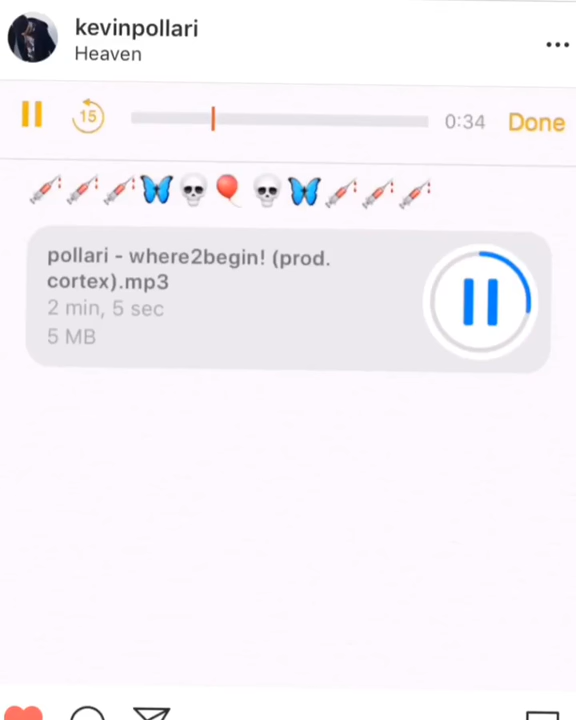 kevinpollari
Heaven
15
0:34 Done
pollari - where2begin! (prod.
cortex).mp3
2 min, 5 sec
5 MB